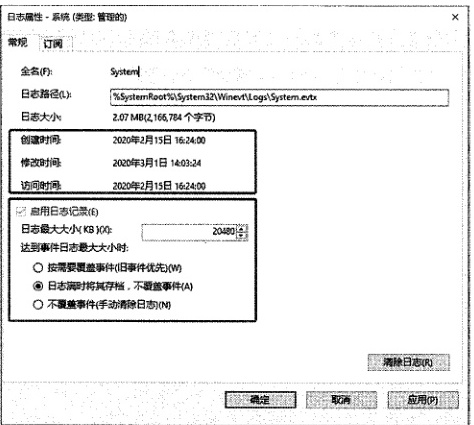 日志属性 - 系统 (类型: 管理的)
常规 订阅
全名(F): System
日志路径(L): %SystemRoot%\System32\Winevt\Logs\System.evtx
日志大小: 2.07 MB(2,166,784 个字节)
创建时间: 2020年2月15日 16:24:00
修改时间: 2020年3月1日 14:03:24
访问时间: 2020年2月15日 16:24:00
启用日志记录(E)
日志最大大小( KB )(X): 20480
达到事件日志最大大小时:
按需要覆盖事件(旧事件优先)(W)
日志满时将其存档，不覆盖事件(A)
不覆盖事件(手动清除日志)(N)
清除日志(R)
确定 取消 应用(P)